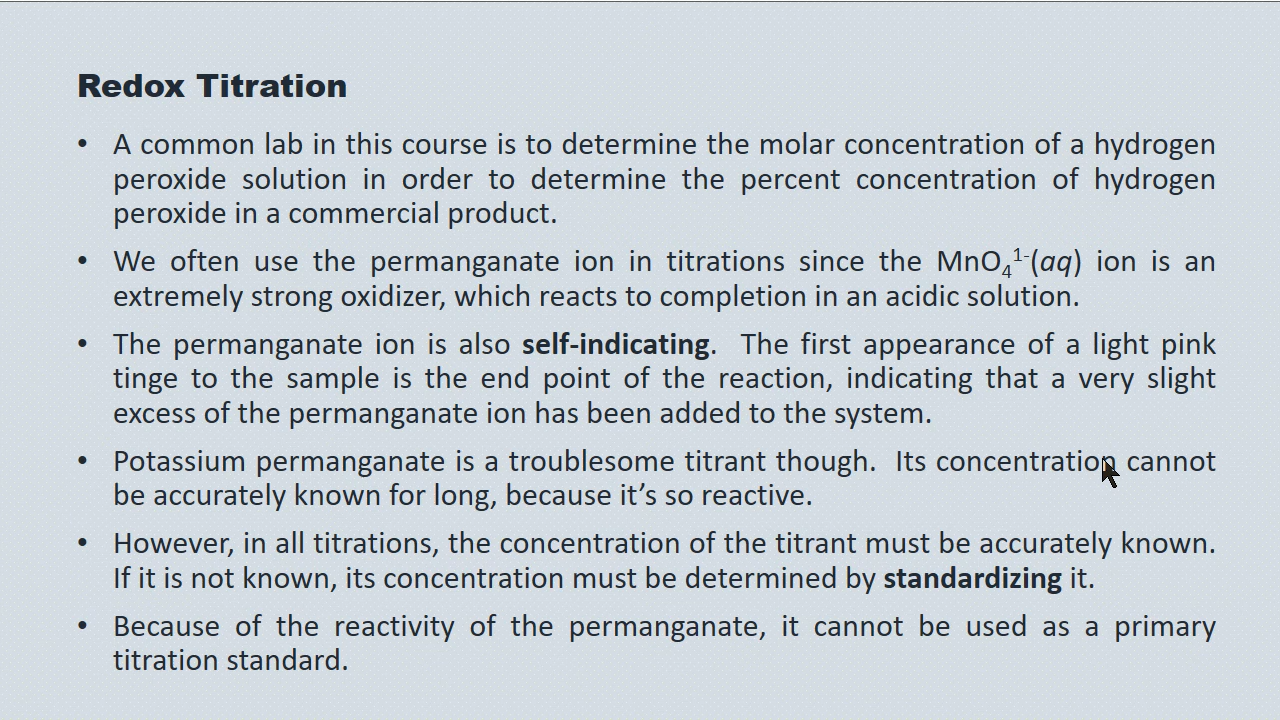 Redox Titration
• A common lab in this course is to determine the molar concentration of a hydrogen
peroxide solution in order to determine the percent concentration of hydrogen
peroxide in a commercial product.
• We often use the permanganate ion in titrations since the MnO₄¹⁻(aq) ion is an
extremely strong oxidizer, which reacts to completion in an acidic solution.
• The permanganate ion is also self-indicating.  The first appearance of a light pink
tinge to the sample is the end point of the reaction, indicating that a very slight
excess of the permanganate ion has been added to the system.
• Potassium permanganate is a troublesome titrant though.  Its concentration cannot
be accurately known for long, because it’s so reactive.
• However, in all titrations, the concentration of the titrant must be accurately known.
If it is not known, its concentration must be determined by standardizing it.
• Because of the reactivity of the permanganate, it cannot be used as a primary
titration standard.